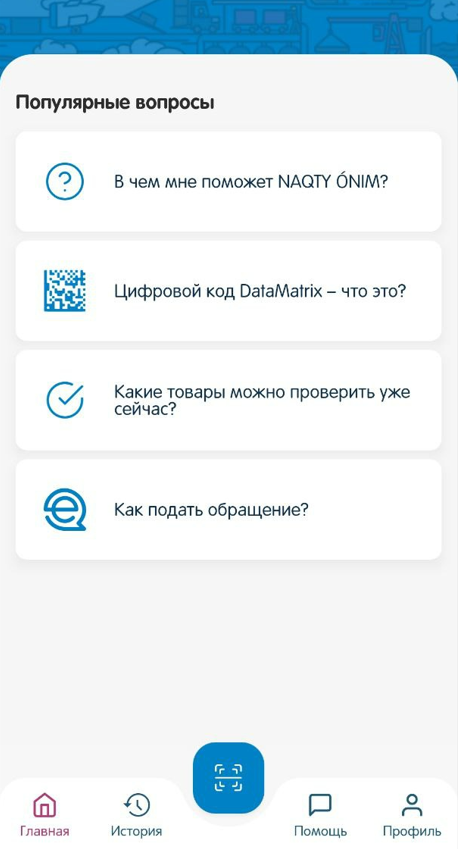 Популярные вопросы
В чем мне поможет NAQTY ÓNIM?
Цифровой код DataMatrix – что это?
Какие товары можно проверить уже
сейчас?
Как подать обращение?
Главная
История
Помощь
Профиль